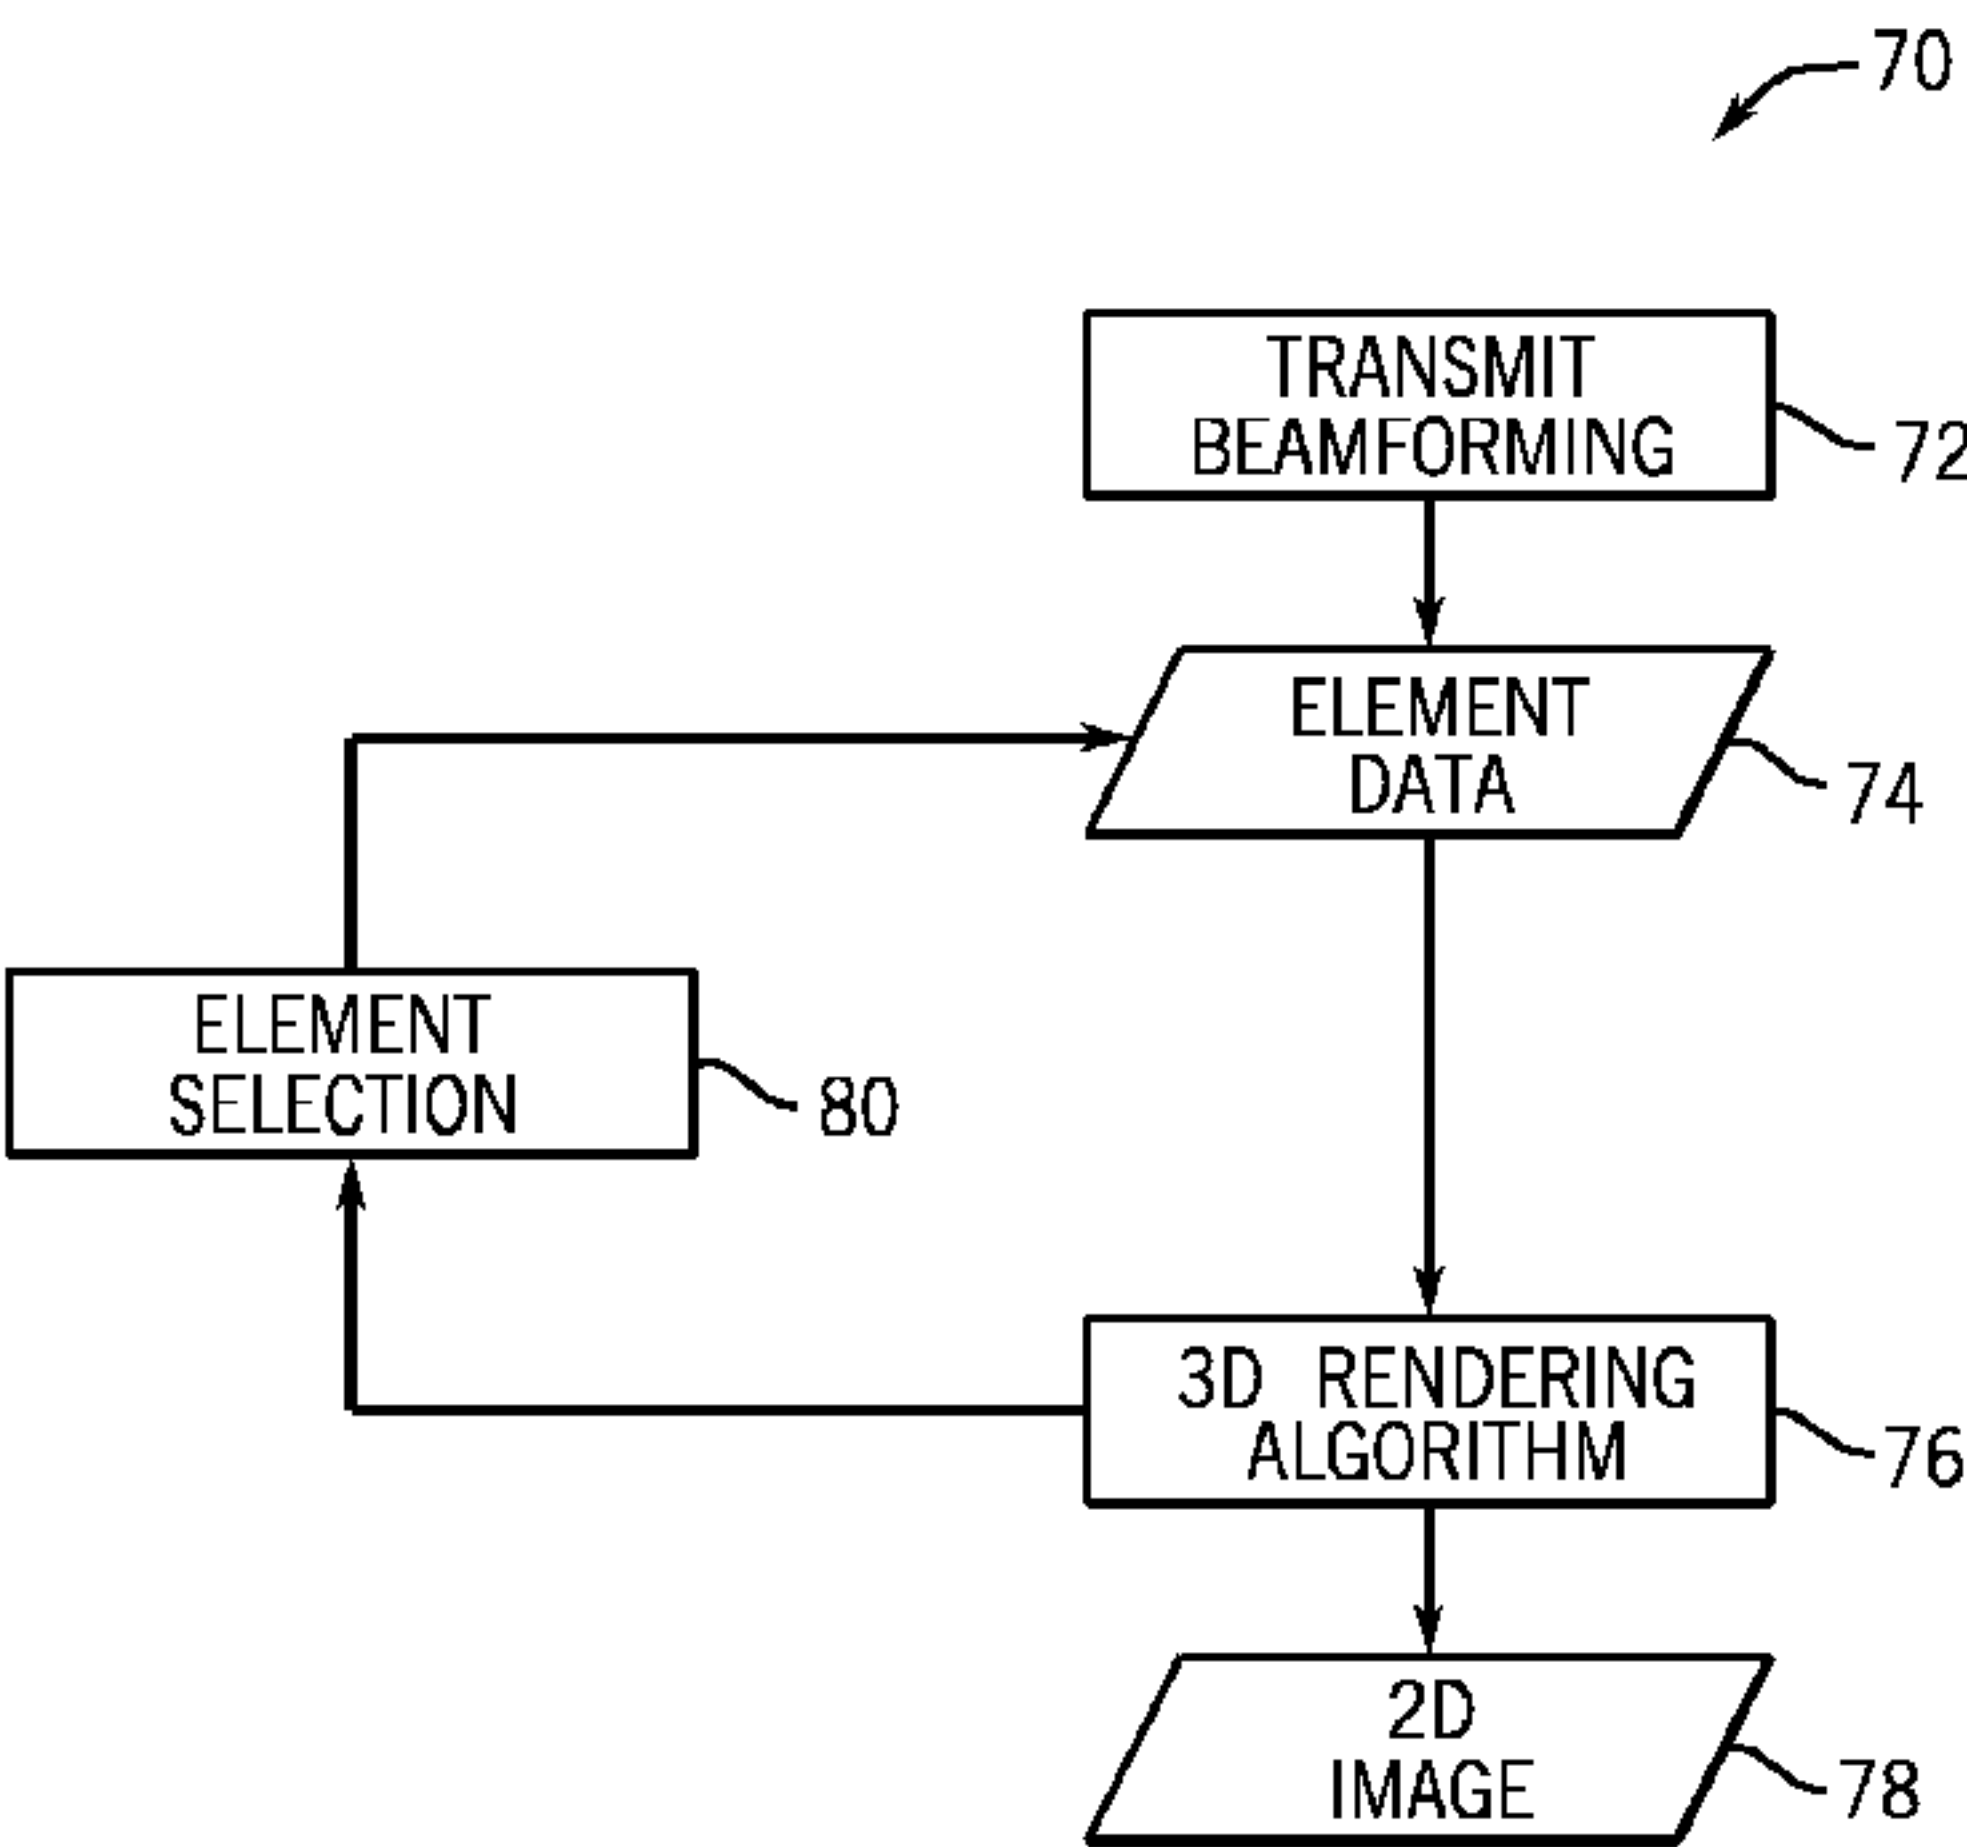 70
TRANSMIT
BEAMFORMING
72
ELEMENT
DATA
74
ELEMENT
SELECTION
80
3D RENDERING
ALGORITHM
76
2D
IMAGE
78